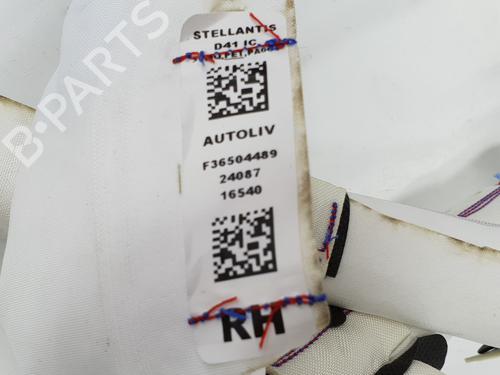 STELLANTIS
D41 IC
AUTOLIV
F36504489
24087
16540
RH
B-PARTS